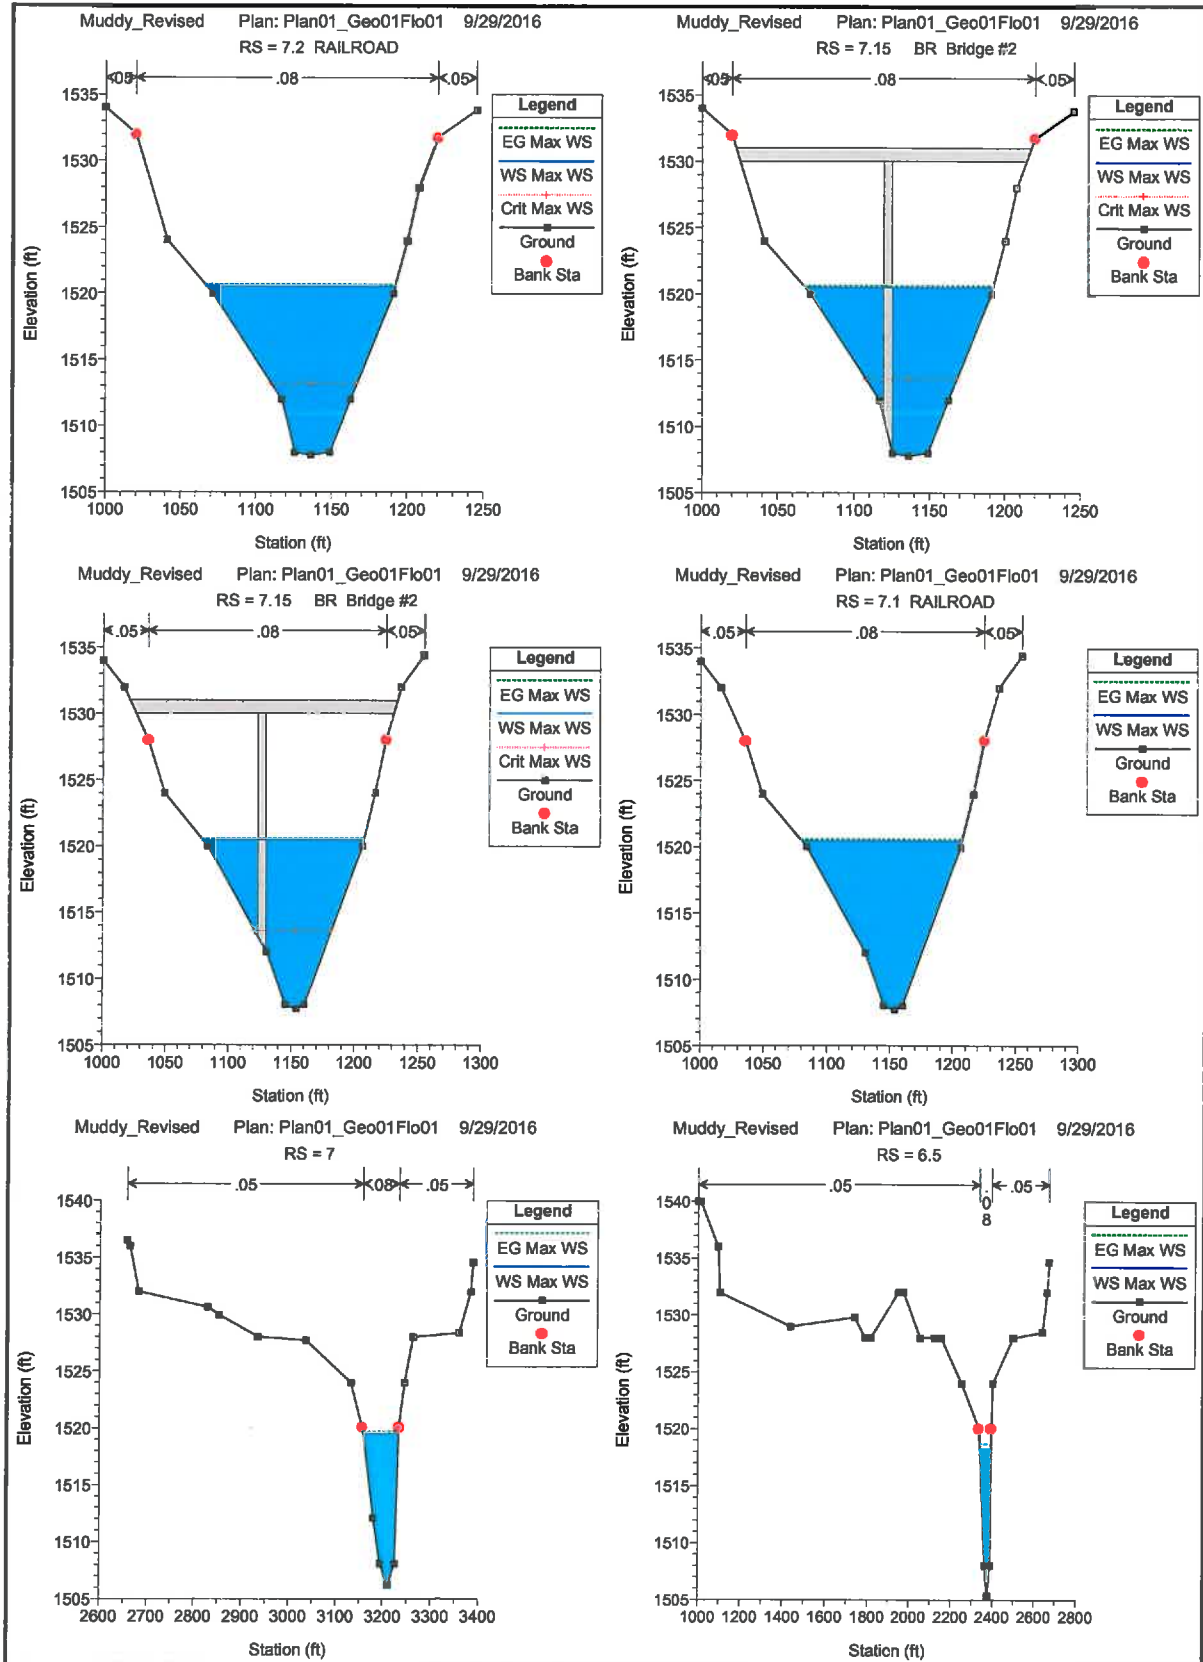 Muddy_Revised Plan: Plan01_Geo01Flo01 9/29/2016
RS = 7.2 RAILROAD
.05 .08 .05
Legend
EG Max WS
WS Max WS
Crit Max WS
Ground
Bank Sta
Elevation (ft)
1535
1530
1525
1520
1515
1510
1505
1000 1050 1100 1150 1200 1250
Station (ft)
Muddy_Revised Plan: Plan01_Geo01Flo01 9/29/2016
RS = 7.15 BR Bridge #2
.05 .08 .05
Legend
EG Max WS
WS Max WS
Crit Max WS
Ground
Bank Sta
Elevation (ft)
1535
1530
1525
1520
1515
1510
1505
1000 1050 1100 1150 1200 1250
Station (ft)
Muddy_Revised Plan: Plan01_Geo01Flo01 9/29/2016
RS = 7.15 BR Bridge #2
.05 .08 .05
Legend
EG Max WS
WS Max WS
Crit Max WS
Ground
Bank Sta
Elevation (ft)
1535
1530
1525
1520
1515
1510
1505
1000 1050 1100 1150 1200 1250 1300
Station (ft)
Muddy_Revised Plan: Plan01_Geo01Flo01 9/29/2016
RS = 7.1 RAILROAD
.05 .08 .05
Legend
EG Max WS
WS Max WS
Ground
Bank Sta
Elevation (ft)
1535
1530
1525
1520
1515
1510
1505
1000 1050 1100 1150 1200 1250 1300
Station (ft)
Muddy_Revised Plan: Plan01_Geo01Flo01 9/29/2016
RS = 7
.05 .08 .05
Legend
EG Max WS
WS Max WS
Ground
Bank Sta
Elevation (ft)
1540
1535
1530
1525
1520
1515
1510
1505
2600 2700 2800 2900 3000 3100 3200 3300 3400
Station (ft)
Muddy_Revised Plan: Plan01_Geo01Flo01 9/29/2016
RS = 6.5
.05 .08 .05
Legend
EG Max WS
WS Max WS
Ground
Bank Sta
Elevation (ft)
1540
1535
1530
1525
1520
1515
1510
1505
1000 1200 1400 1600 1800 2000 2200 2400 2600 2800
Station (ft)